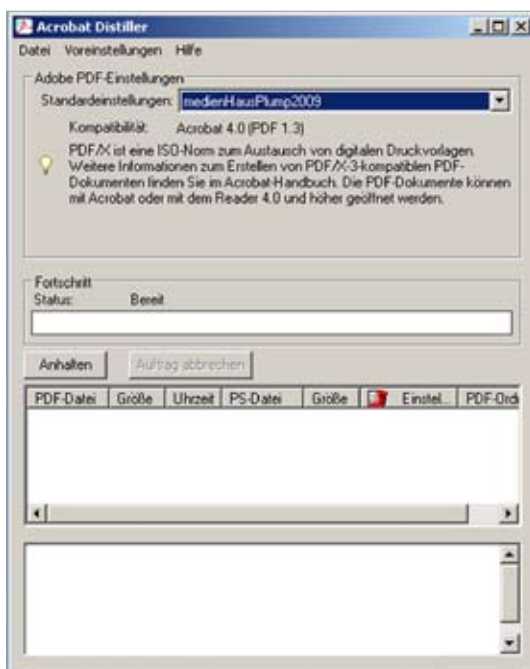 Acrobat Distiller
Datei Voreinstellungen Hilfe
Adobe PDF-Einstellungen
Standardeinstellungen: medienHausPlump2009
Kompatibilität: Acrobat 4.0 (PDF 1.3)
PDF/X ist eine ISO-Norm zum Austausch von digitalen Druckvorlagen.
Weitere Informationen zum Erstellen von PDF/X-3-kompatiblen PDF-
Dokumenten finden Sie im Acrobat-Handbuch. Die PDF-Dokumente können
mit Acrobat oder mit dem Reader 4.0 und höher geöffnet werden.
Fortschritt
Status: Bereit
Anhalten Auftrag abbrechen
PDF-Datei Größe Uhrzeit PS-Datei Größe Einstel... PDF-Ord